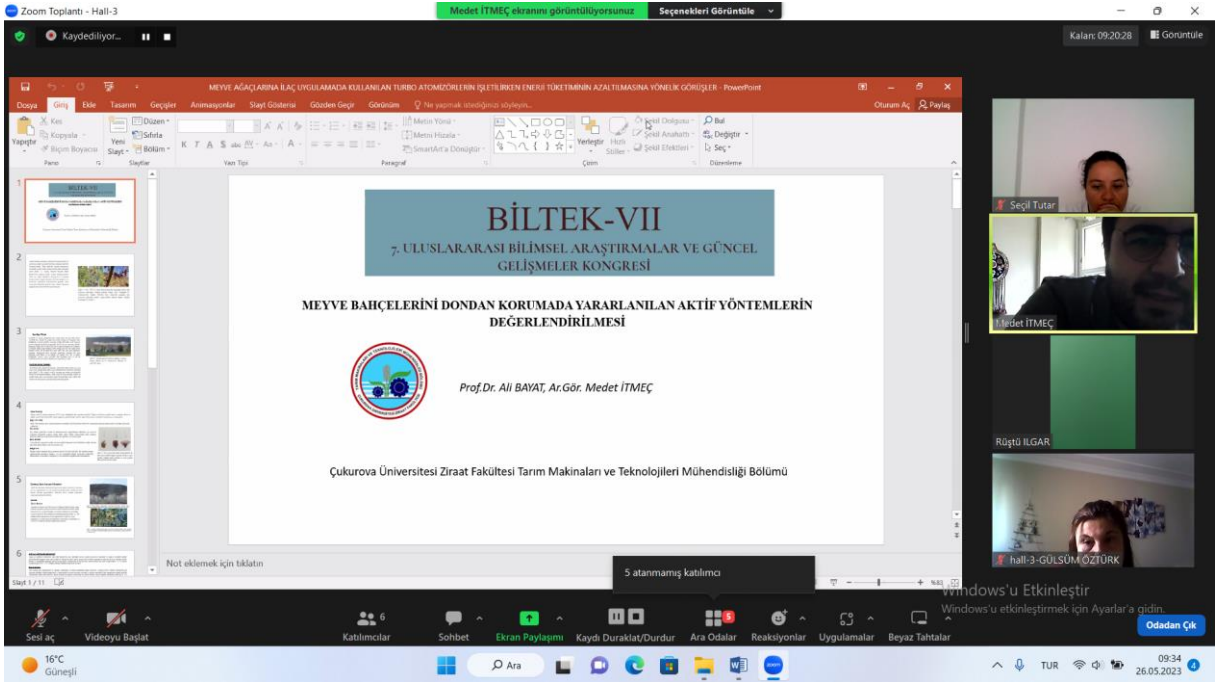 Zoom Toplantı - Hall-3
Medet İTMEÇ ekranını görüntülüyorsunuz
Seçenekleri Görüntüle
Kaydediliyor...
Kalan: 09:20:28
Görüntüle
MEYVE AĞAÇLARINA İLAÇ UYGULAMADA KULLANILAN TURBO ATOMİZÖRLERİN İŞLETİLİRKEN ENERJİ TÜKETİMİNİN AZALTILMASINA YÖNELİK GÖRÜŞLER - PowerPoint
Dosya Giriş Ekle Tasarım Geçişler Animasyonlar Slayt Gösterisi Gözden Geçir Görünüm Ne yapmak istediğinizi söyleyin... Oturum Aç Paylaş
Yapıştır
Kes
Kopyala
Biçim Boyacısı
Pano
Yeni
Slayt
Düzen
Sıfırla
Bölüm
Slaytlar
Yazı Tipi
Metin Yönü
Metni Hizala
SmartArt'a Dönüştür
Paragraf
Yerleştir
Hızlı
Stiller
Şekil Dolgusu
Şekil Anahattı
Şekil Efektleri
Çizim
Bul
Değiştir
Seç
Düzenleme
1
2
3
4
5
6
BİLTEK-VII
7. ULUSLARARASI BİLİMSEL ARAŞTIRMALAR VE GÜNCEL
GELİŞMELER KONGRESİ
MEYVE BAHÇELERİNİ DONDAN KORUMADA YARARLANILAN AKTİF YÖNTEMLERİN
DEĞERLENDİRİLMESİ
Prof.Dr. Ali BAYAT, Ar.Gör. Medet İTMEÇ
Çukurova Üniversitesi Ziraat Fakültesi Tarım Makinaları ve Teknolojileri Mühendisliği Bölümü
Not eklemek için tıklatın
Slayt 1 / 11
Seçil Tutar
Medet İTMEÇ
Rüştü ILGAR
hall-3-GÜLSÜM ÖZTÜRK
5 atanmamış katılımcı
Windows'u Etkinleştir
Windows'u etkinleştirmek için Ayarlar'a gidin.
Sesi aç
Videoyu Başlat
6
Katılımcılar
Sohbet
Ekran Paylaşımı
Kaydı Duraklat/Durdur
5
Ara Odalar
Reaksiyonlar
Uygulamalar
Beyaz Tahtalar
Odadan Çık
16°C
Güneşli
Ara
TUR
09:34
26.05.2023
4